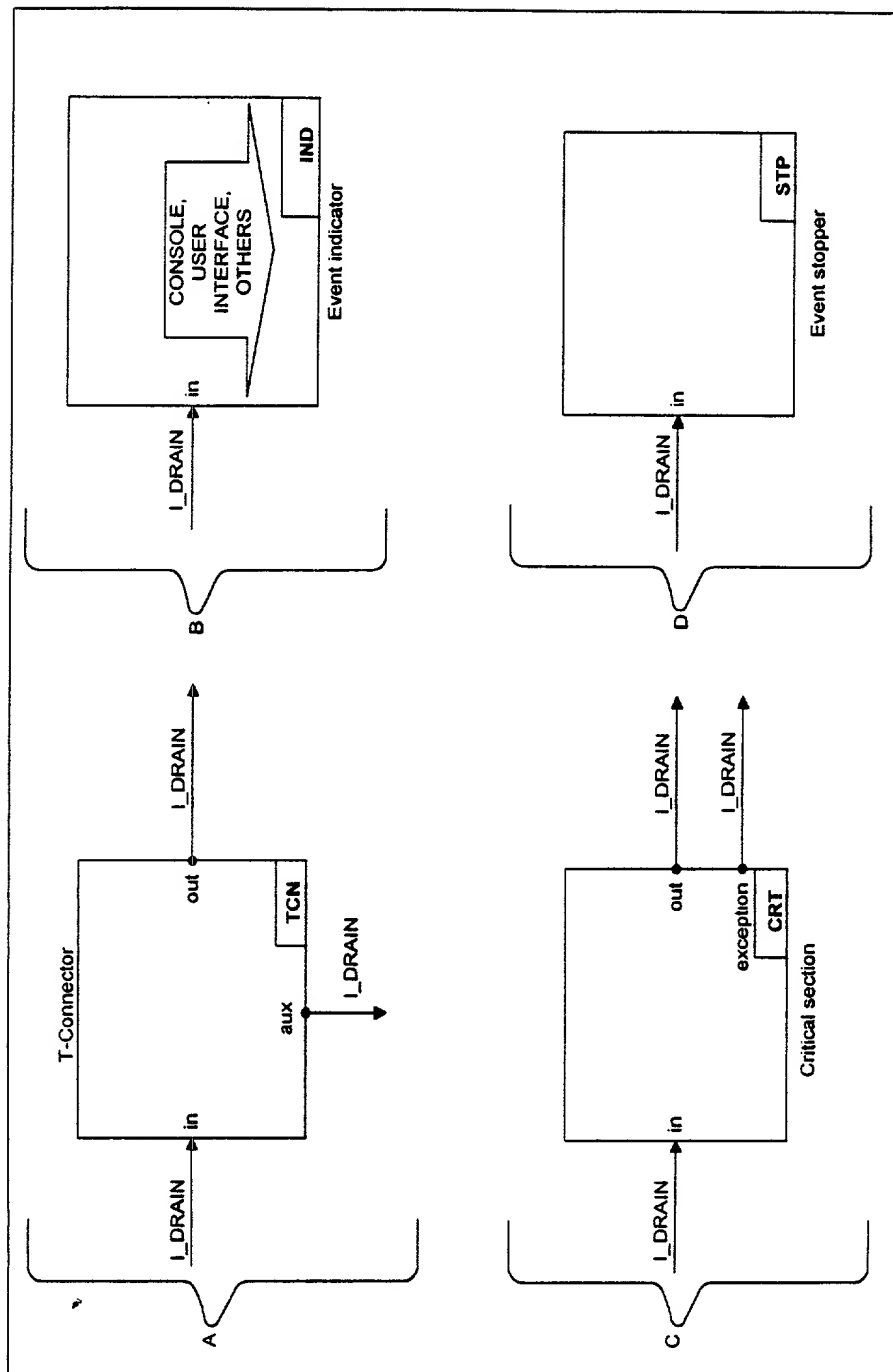 A
I_DRAIN
in
T-Connector
out
TCN
aux
I_DRAIN
I_DRAIN
B
I_DRAIN
in
CONSOLE,
USER
INTERFACE,
OTHERS
IND
Event indicator
C
I_DRAIN
in
out
exception
CRT
I_DRAIN
I_DRAIN
Critical section
D
I_DRAIN
in
STP
Event stopper